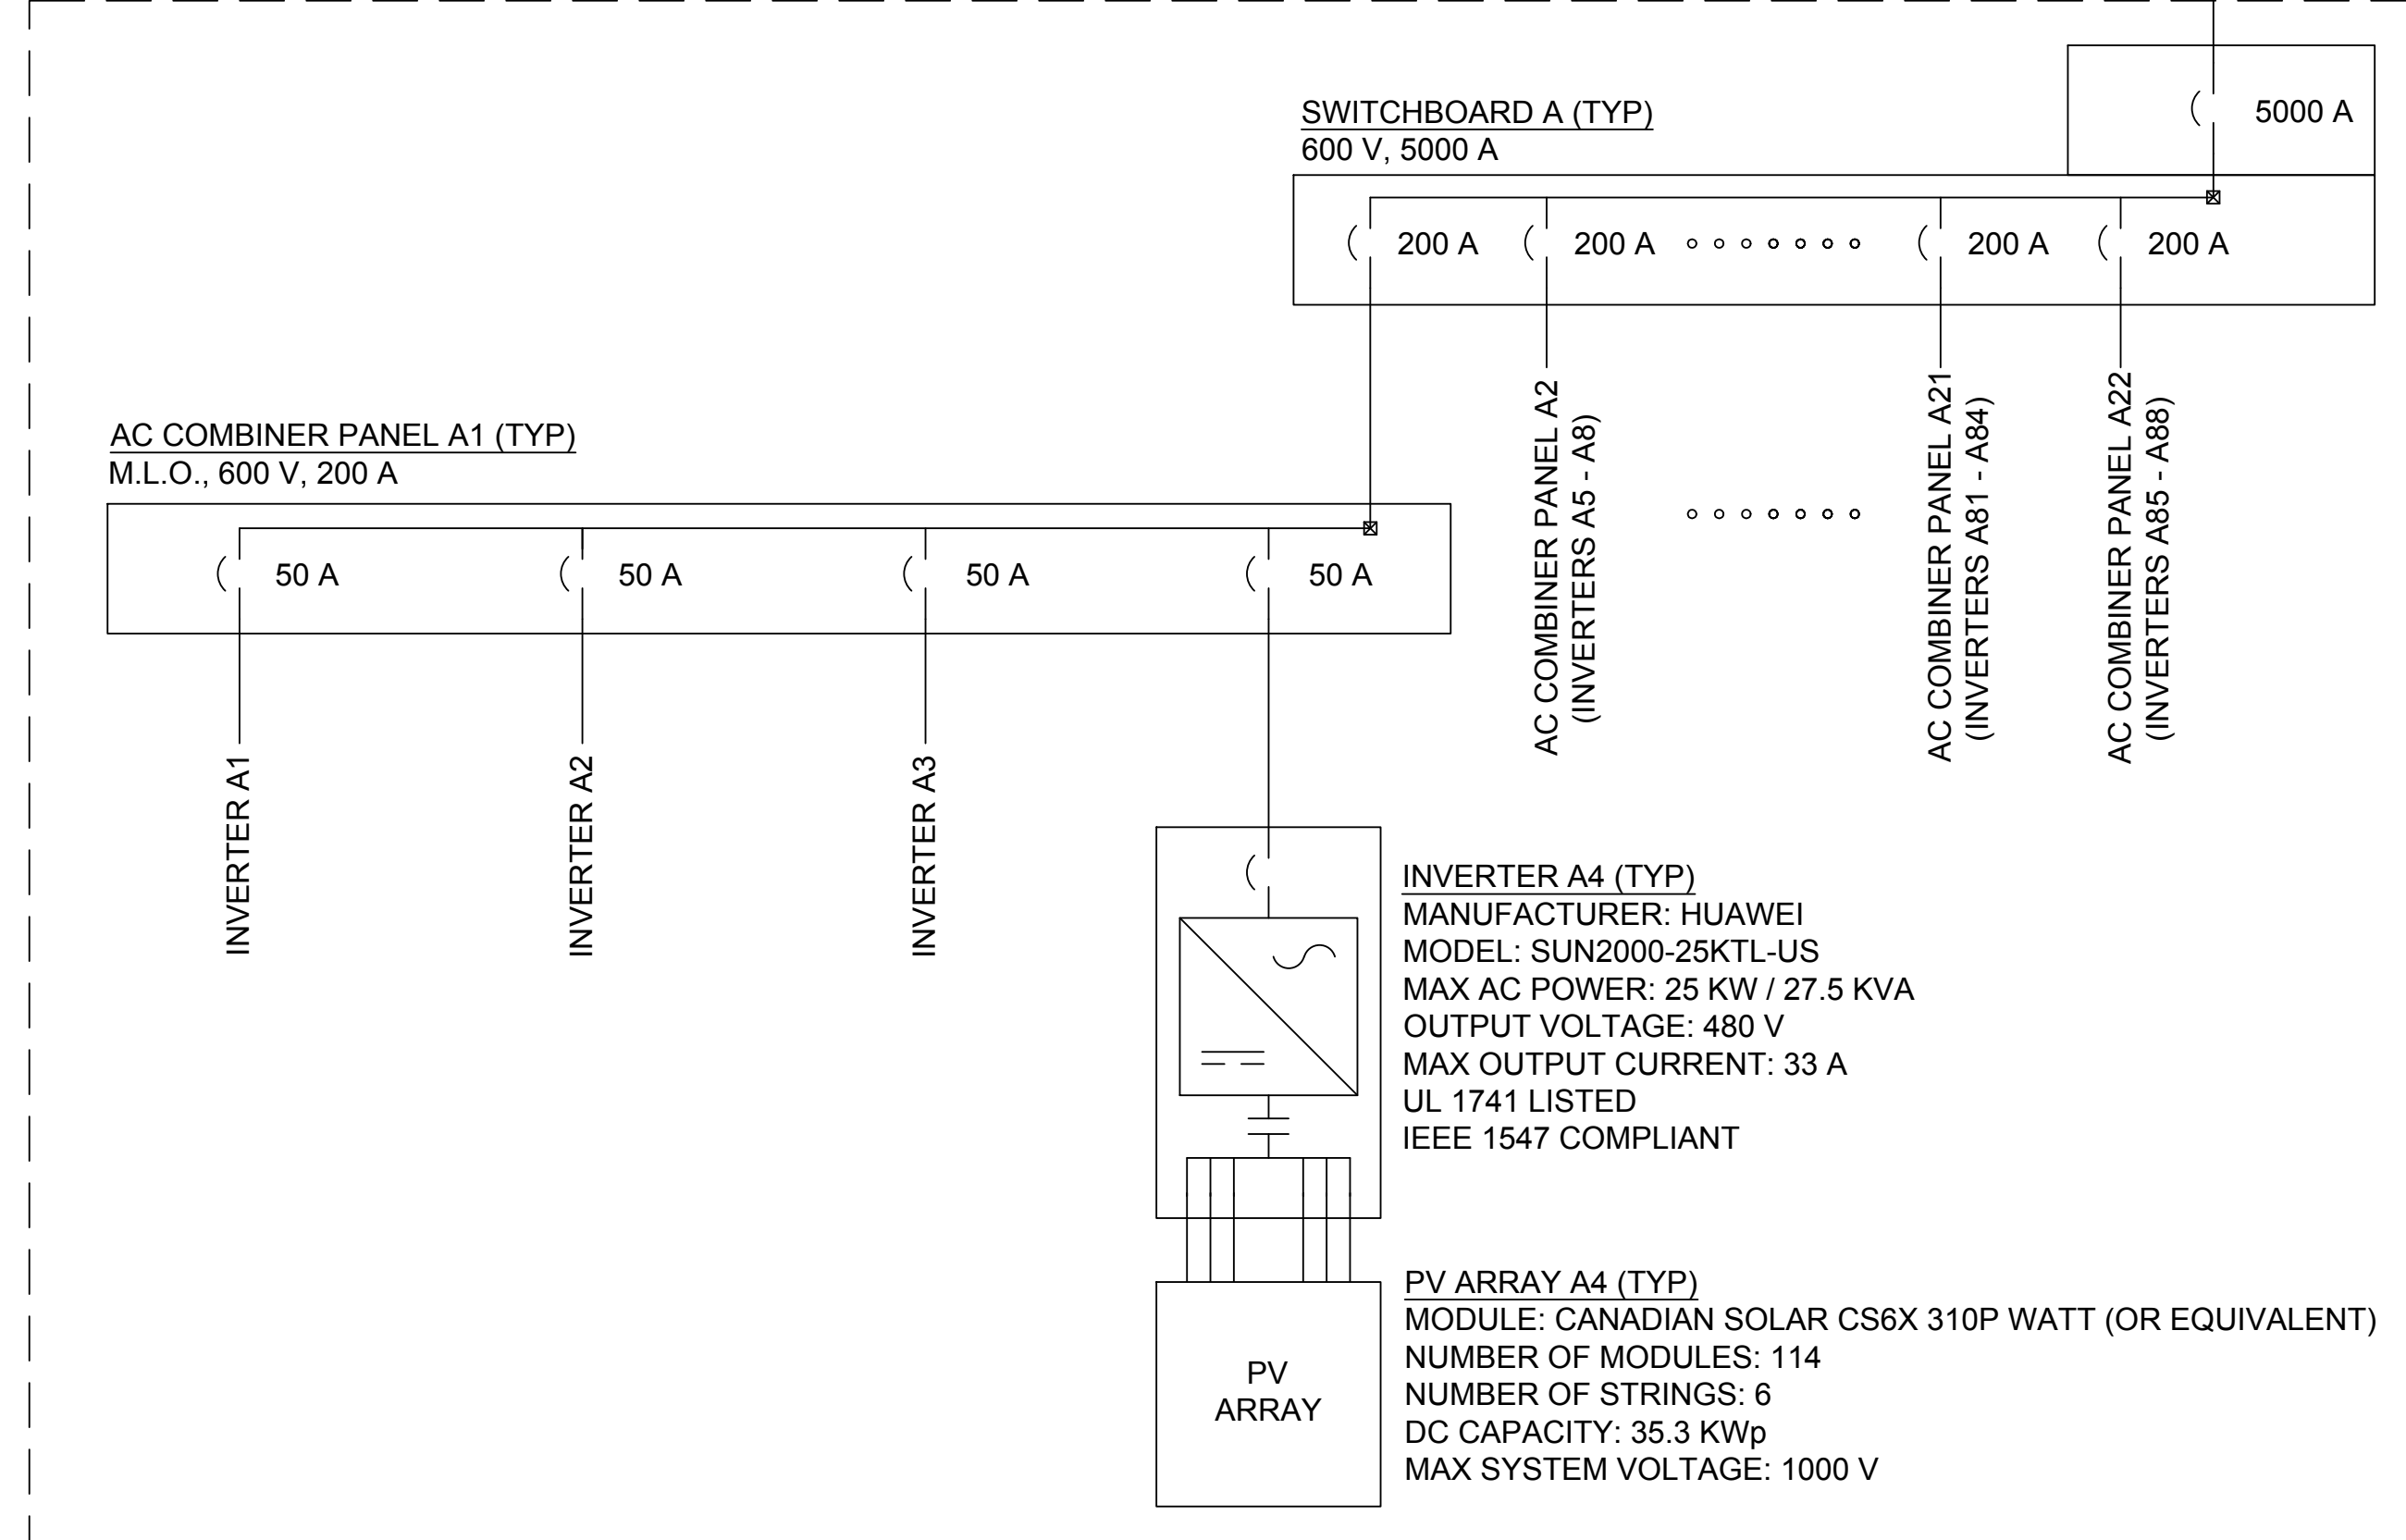 5000 A
SWITCHBOARD A (TYP)
600 V, 5000 A
200 A
200 A
200 A
200 A
AC COMBINER PANEL A2
(INVERTERS A5 - A8)
AC COMBINER PANEL A21
(INVERTERS A81 - A84)
AC COMBINER PANEL A22
(INVERTERS A85 - A88)
AC COMBINER PANEL A1 (TYP)
M.L.O., 600 V, 200 A
50 A
50 A
50 A
50 A
INVERTER A1
INVERTER A2
INVERTER A3
INVERTER A4 (TYP)
MANUFACTURER: HUAWEI
MODEL: SUN2000-25KTL-US
MAX AC POWER: 25 KW / 27.5 KVA
OUTPUT VOLTAGE: 480 V
MAX OUTPUT CURRENT: 33 A
UL 1741 LISTED
IEEE 1547 COMPLIANT
PV
ARRAY
PV ARRAY A4 (TYP)
MODULE: CANADIAN SOLAR CS6X 310P WATT (OR EQUIVALENT)
NUMBER OF MODULES: 114
NUMBER OF STRINGS: 6
DC CAPACITY: 35.3 KWp
MAX SYSTEM VOLTAGE: 1000 V